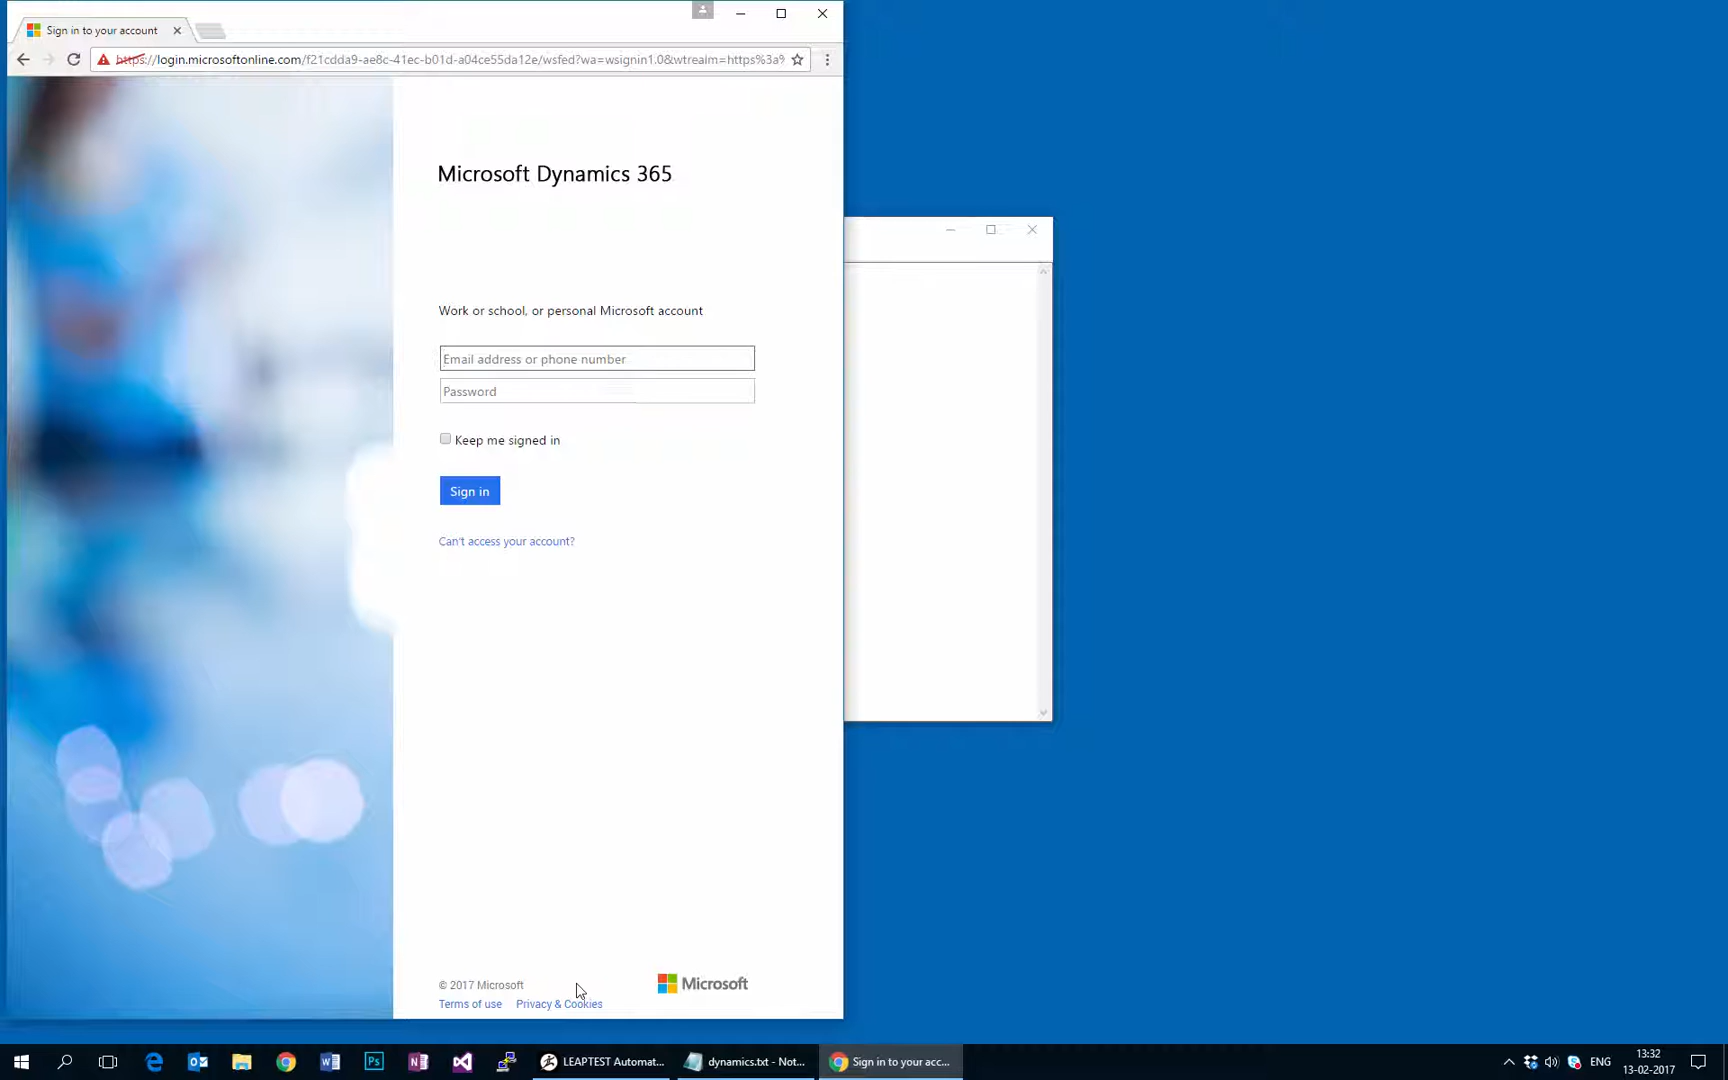 Sign in to your account
https://login.microsoftonline.com/f21cdda9-ae8c-41ec-b01d-a04ce55da12e/wsfed?wa=wsignin1.0&wtrealm=https%3a%
Microsoft Dynamics 365
Work or school, or personal Microsoft account
Email address or phone number
Password
Keep me signed in
Sign in
Can't access your account?
© 2017 Microsoft
Microsoft
Terms of use Privacy & Cookies
LEAPTEST Automat...
dynamics.txt - Not...
Sign in to your acc...
ENG
13:32
13-02-2017